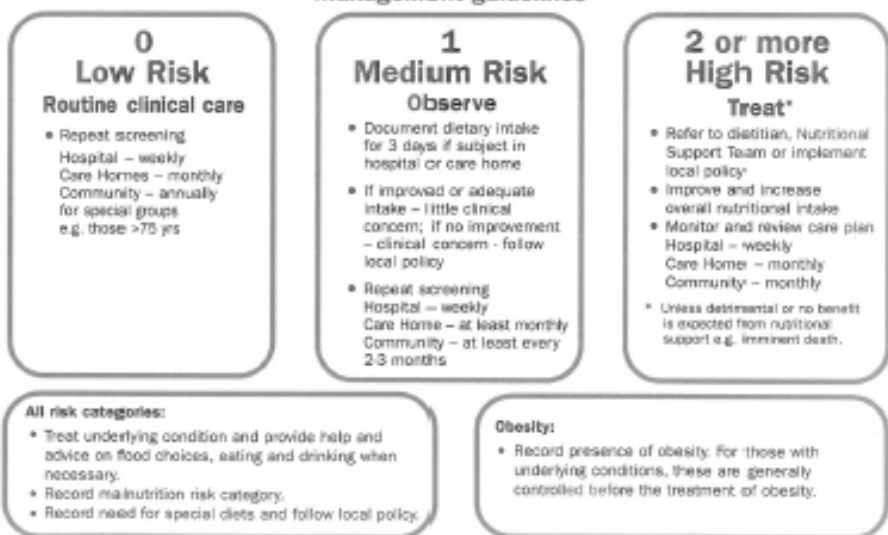 management guidelines
0
Low Risk
Routine clinical care
• Repeat screening
Hospital – weekly
Care Homes – monthly
Community – annually
for special groups
e.g. those >75 yrs
1
Medium Risk
Observe
• Document dietary intake
for 3 days if subject in
hospital or care home
• If improved or adequate
intake – little clinical
concern; if no improvement
– clinical concern - follow
local policy
• Repeat screening
Hospital – weekly
Care Home – at least monthly
Community – at least every
2-3 months
2 or more
High Risk
Treat*
• Refer to dietitian, Nutritional
Support Team or implement
local policy
• Improve and increase
overall nutritional intake
• Monitor and review care plan
Hospital – weekly
Care Home – monthly
Community – monthly
* Unless detrimental or no benefit
is expected from nutritional
support e.g. imminent death.
All risk categories:
• Treat underlying condition and provide help and
advice on food choices, eating and drinking when
necessary.
• Record malnutrition risk category.
• Record need for special diets and follow local policy.
Obesity:
• Record presence of obesity. For those with
underlying conditions, these are generally
controlled before the treatment of obesity.